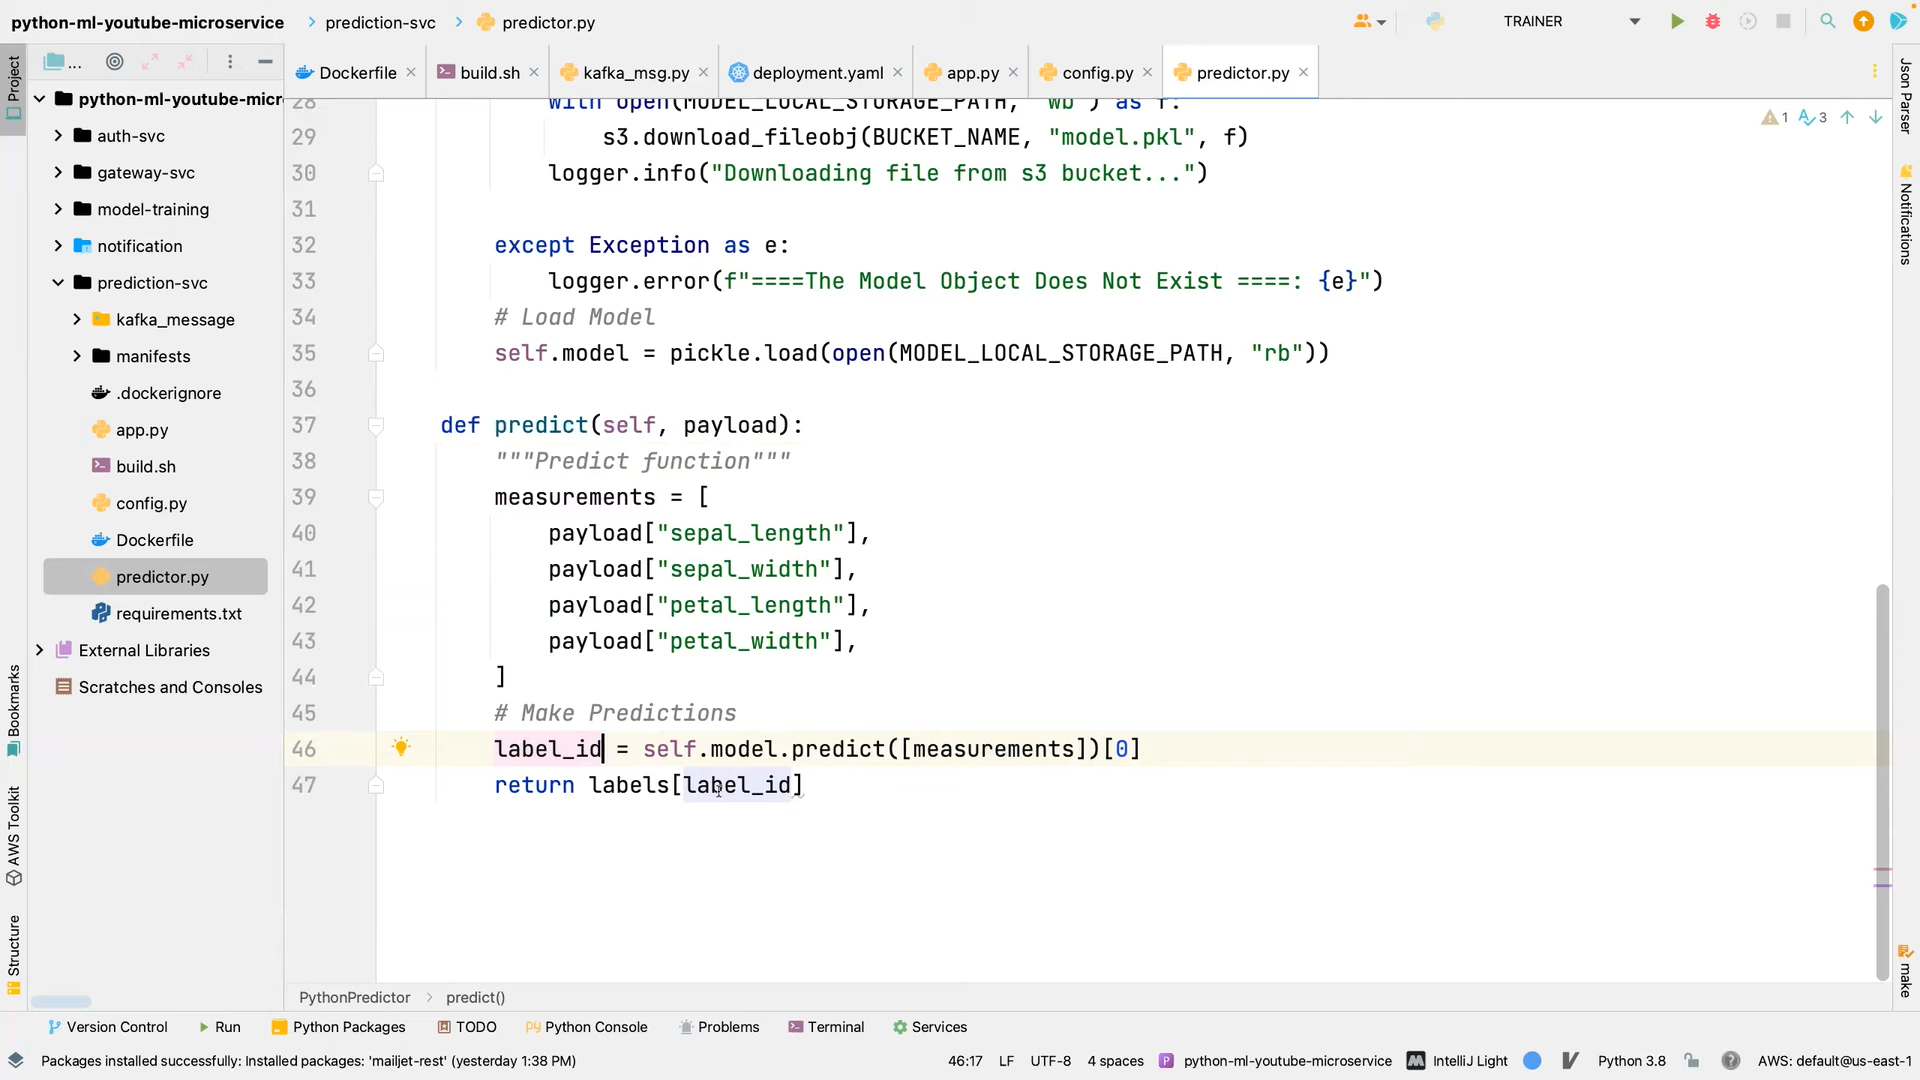 python-ml-youtube-microservice prediction-svc predictor.py TRAINER
Project
...
Dockerfile build.sh kafka_msg.py deployment.yaml app.py config.py predictor.py
python-ml-youtube-micr
auth-svc
gateway-svc
model-training
notification
prediction-svc
kafka_message
manifests
.dockerignore
app.py
build.sh
config.py
Dockerfile
predictor.py
requirements.txt
External Libraries
Scratches and Consoles
Bookmarks
AWS Toolkit
Structure
1 3
28 with open(MODEL_LOCAL_STORAGE_PATH, "wb") as f:
29 s3.download_fileobj(BUCKET_NAME, "model.pkl", f)
30 logger.info("Downloading file from s3 bucket...")
31
32 except Exception as e:
33 logger.error(f"====The Model Object Does Not Exist ====: {e}")
34 # Load Model
35 self.model = pickle.load(open(MODEL_LOCAL_STORAGE_PATH, "rb"))
36
37 def predict(self, payload):
38 """Predict function"""
39 measurements = [
40 payload["sepal_length"],
41 payload["sepal_width"],
42 payload["petal_length"],
43 payload["petal_width"],
44 ]
45 # Make Predictions
46 label_id = self.model.predict([measurements])[0]
47 return labels[label_id]
Json Parser
Notifications
make
PythonPredictor predict()
Version Control Run Python Packages TODO Python Console Problems Terminal Services
Packages installed successfully: Installed packages: 'mailjet-rest' (yesterday 1:38 PM) 46:17 LF UTF-8 4 spaces python-ml-youtube-microservice IntelliJ Light Python 3.8 AWS: default@us-east-1